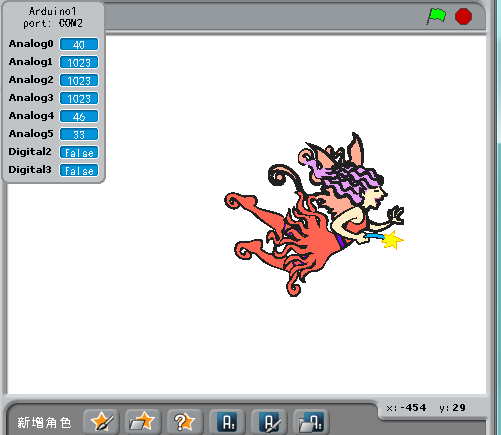 Arduino1
port: COM2
Analog0 40
Analog1 1023
Analog2 1023
Analog3 1023
Analog4 46
Analog5 33
Digital2 false
Digital3 false
x:-454 y:29
新增角色 ? A: A A: